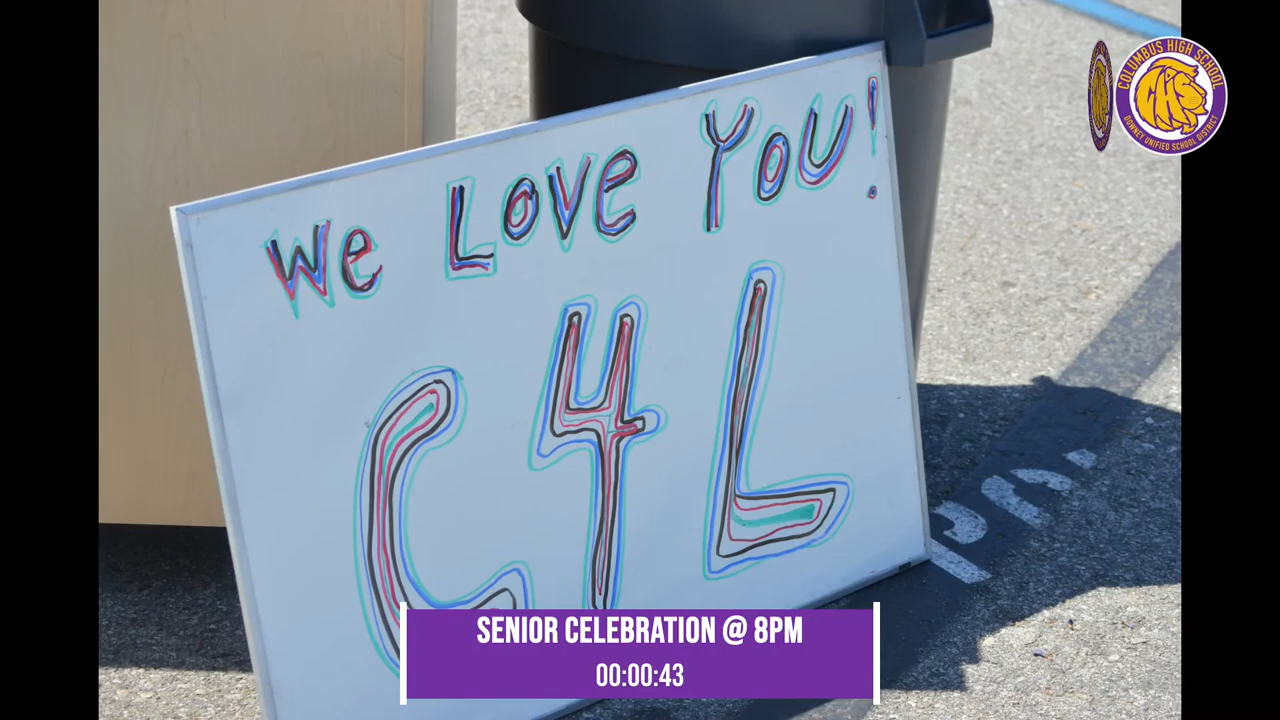 We LOVe YOU!
C4L
COLUMBUS HIGH SCHOOL
CHS
DOWNEY UNIFIED SCHOOL DISTRICT
SENIOR CELEBRATION @ 8PM
00:00:43